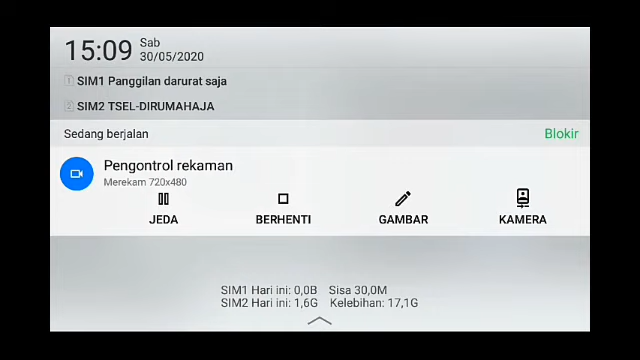 15:09 Sab
30/05/2020
1 SIM1 Panggilan darurat saja
2 SIM2 TSEL-DIRUMAHAJA
Sedang berjalan Blokir
Pengontrol rekaman
Merekam 720x480
JEDA BERHENTI GAMBAR KAMERA
SIM1 Hari ini: 0,0B Sisa 30,0M
SIM2 Hari ini: 1,6G Kelebihan: 17,1G